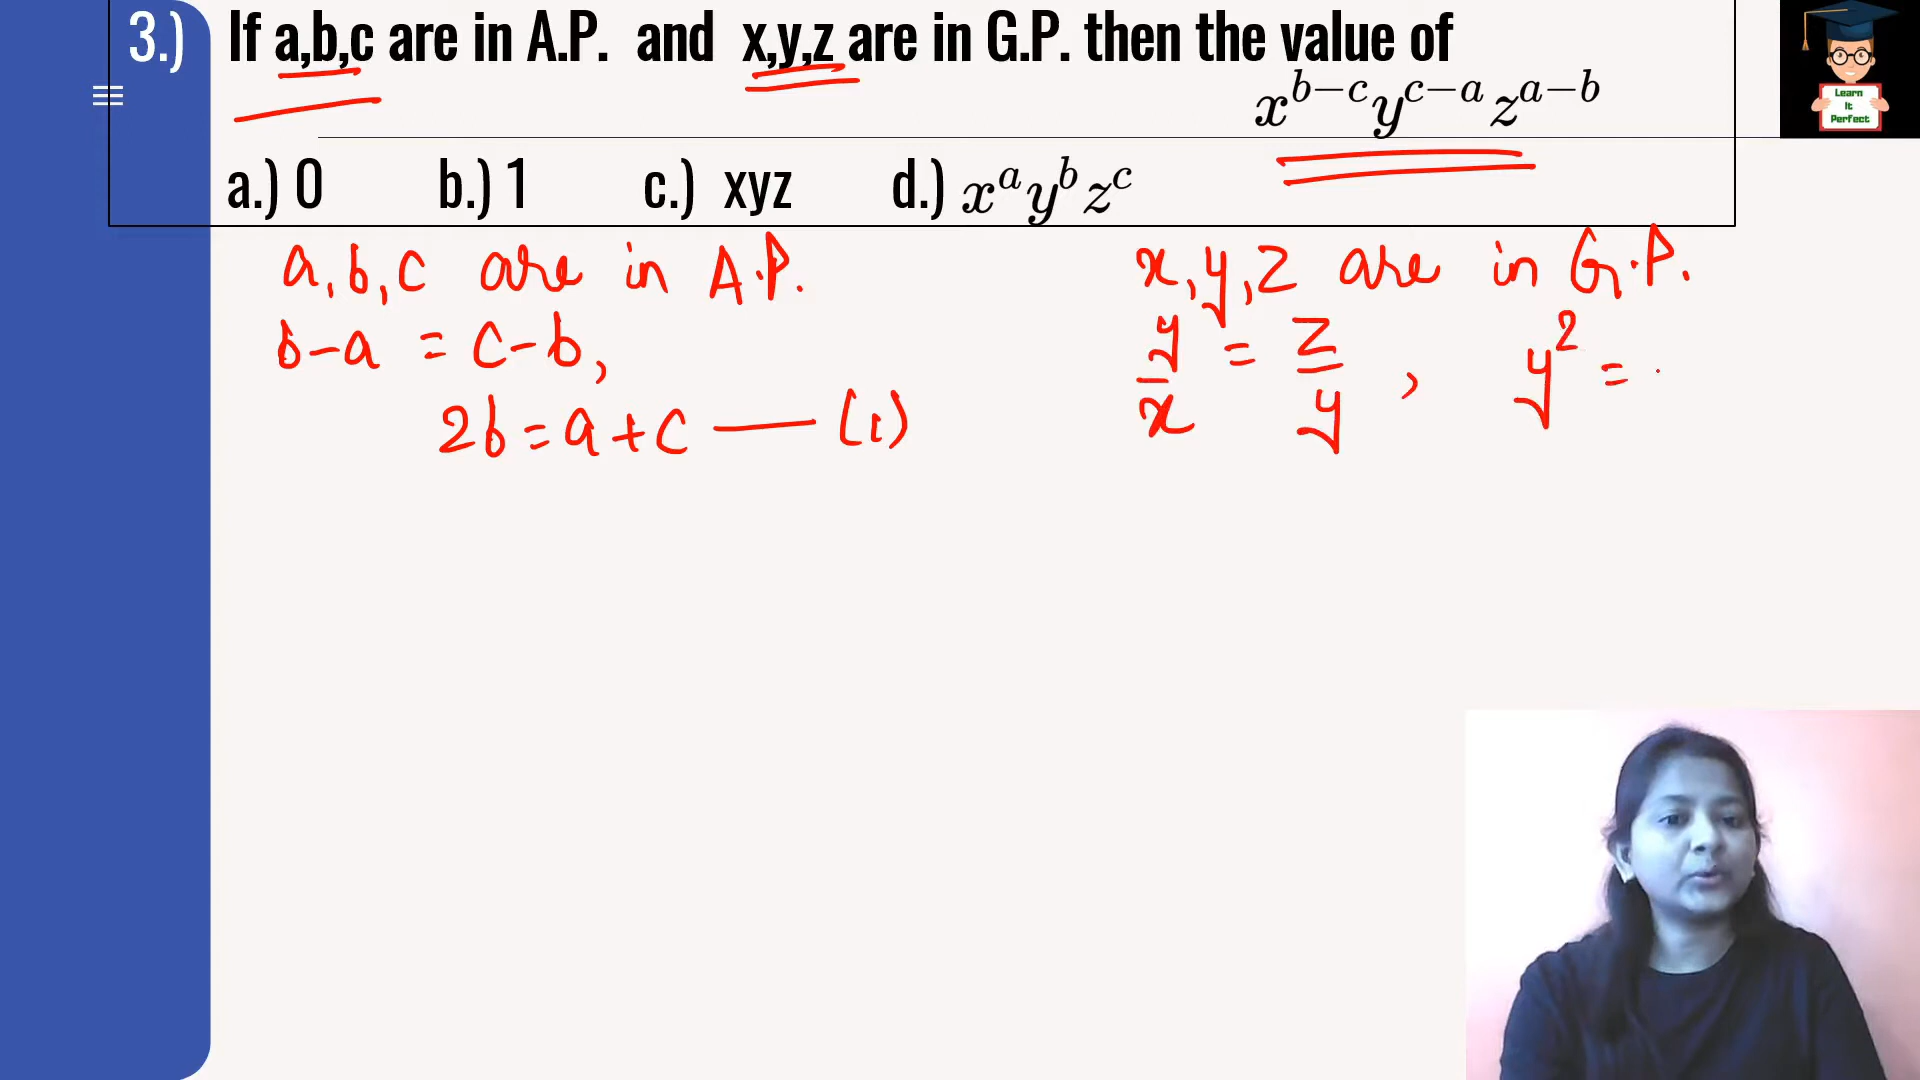 3.) If a,b,c are in A.P. and x,y,z are in G.P. then the value of
x^{b-c}y^{c-a}z^{a-b}
a.) 0 b.) 1 c.) xyz d.) x^a y^b z^c
Learn
It
Perfect
a, b, c are in A.P.
b-a = c-b,
2b = a+c — (1)
x, y, z are in G.P.
y/x = z/y , y² =